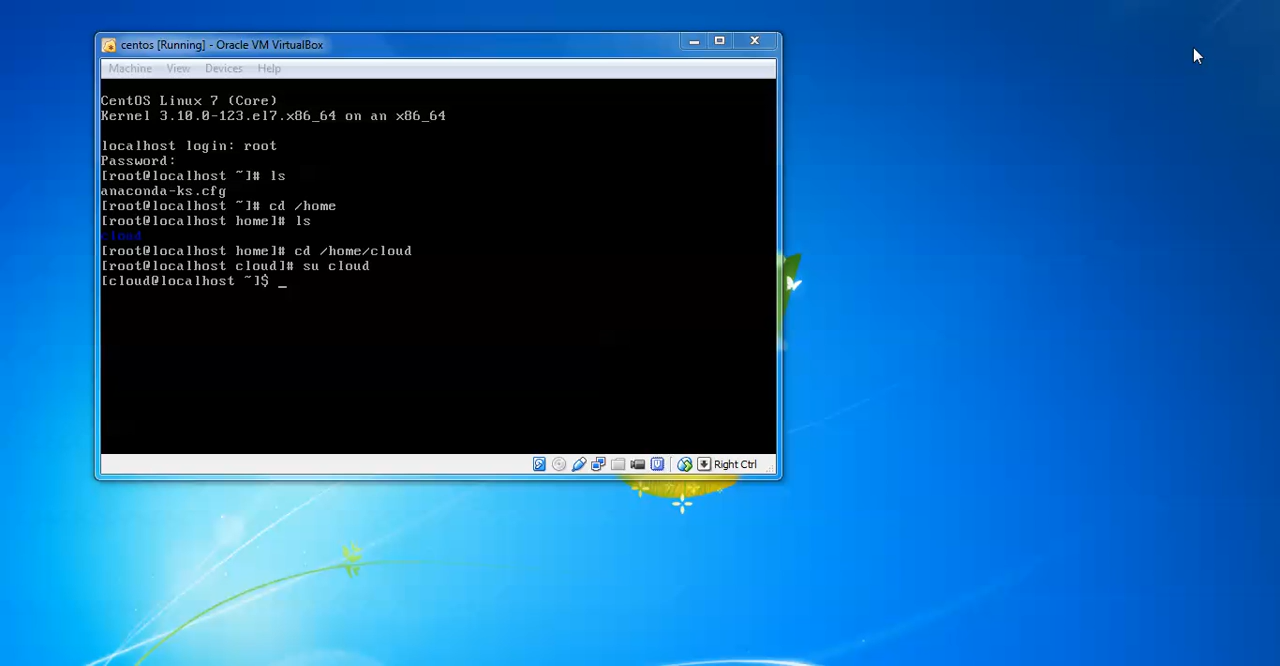 centos [Running] - Oracle VM VirtualBox
Machine View Devices Help
CentOS Linux 7 (Core)
Kernel 3.10.0-123.el7.x86_64 on an x86_64
localhost login: root
Password:
[root@localhost ~]# ls
anaconda-ks.cfg
[root@localhost ~]# cd /home
[root@localhost home]# ls
cloud
[root@localhost home]# cd /home/cloud
[root@localhost cloud]# su cloud
[cloud@localhost ~]$ _
Right Ctrl